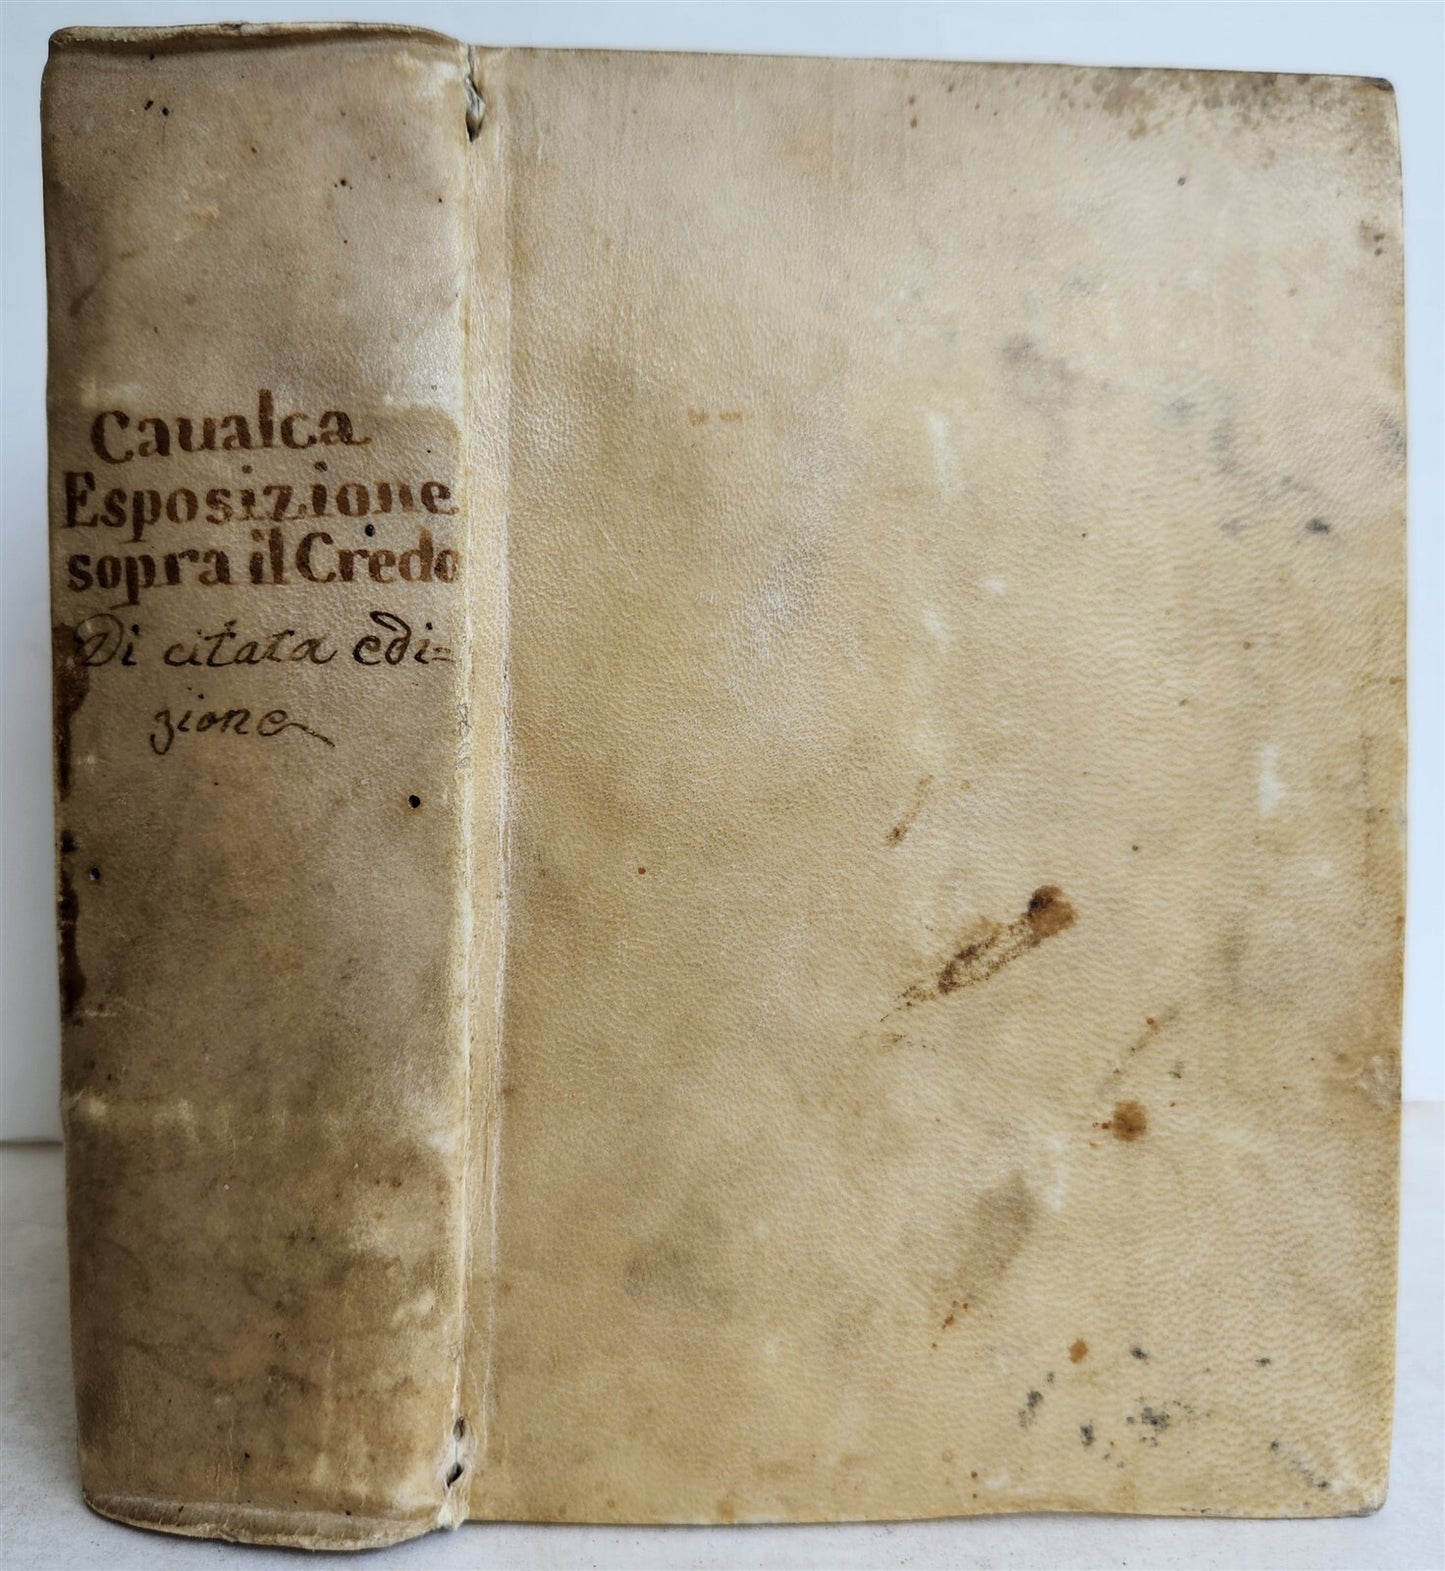 Caualca
Esposizione
sopra il Credo
Di citata edi=
zione